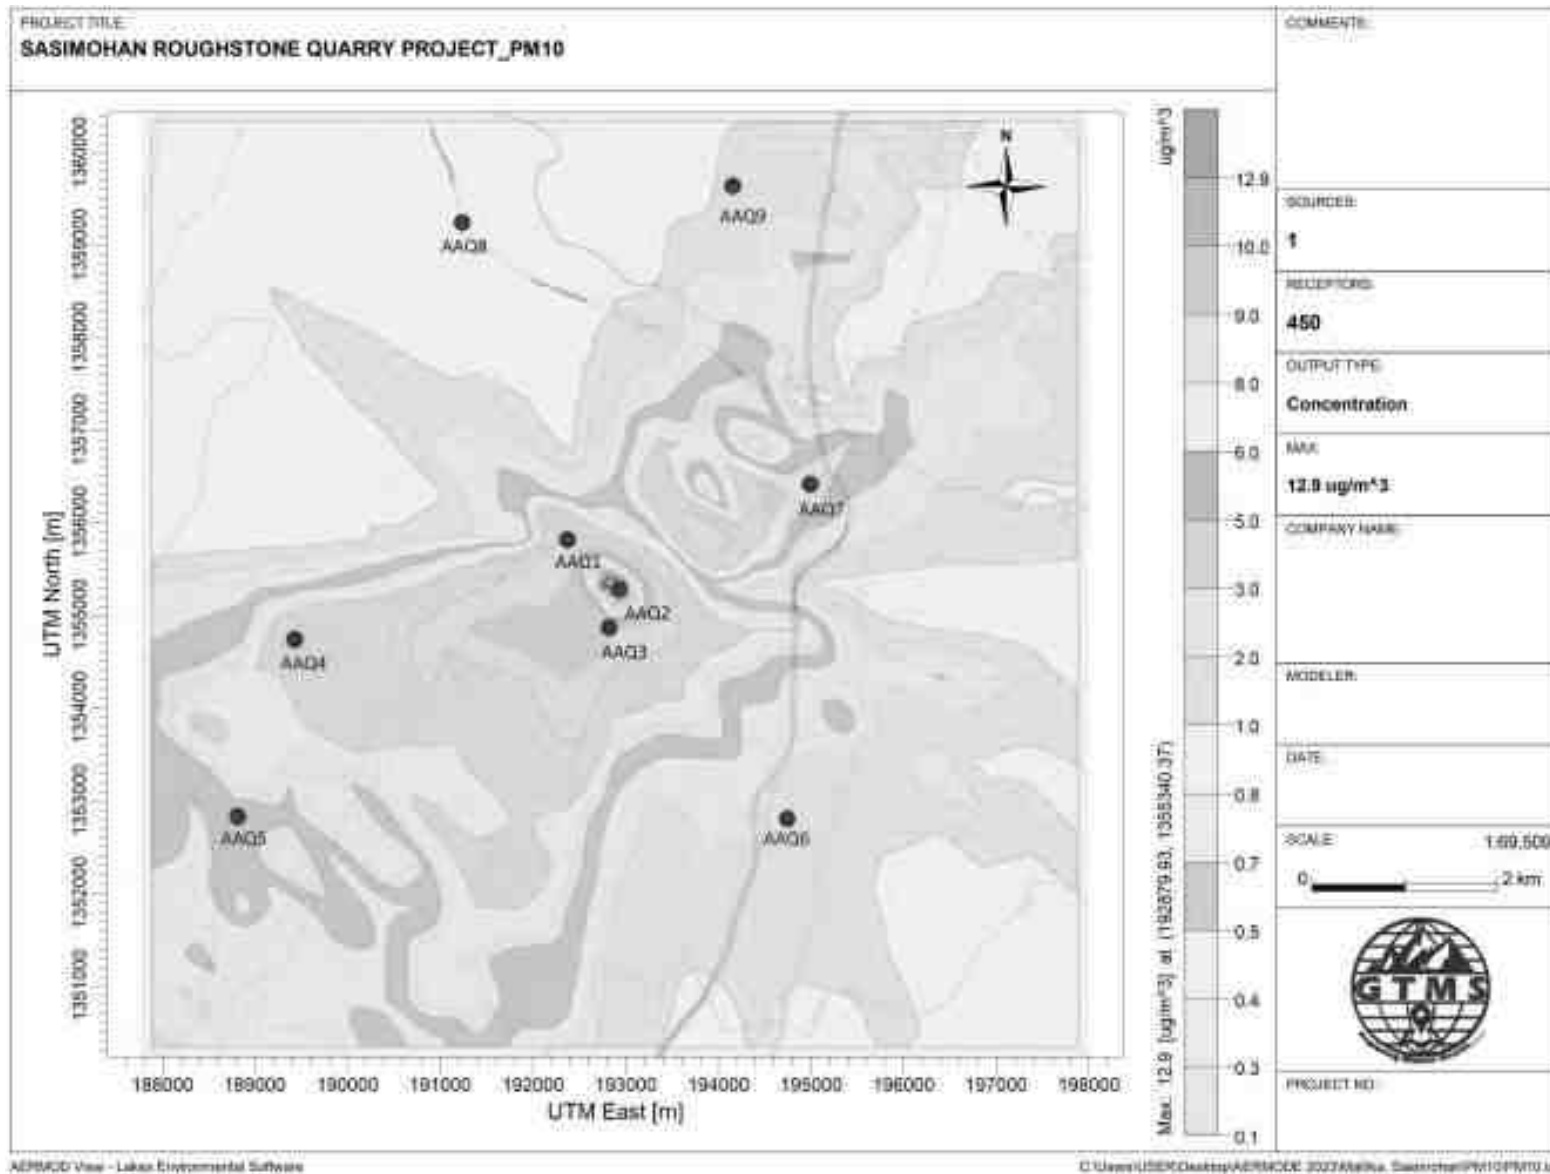 PROJECT TITLE:
SASIMOHAN ROUGHSTONE QUARRY PROJECT_PM10
COMMENTS:
SOURCES:
1
RECEPTORS:
450
OUTPUT TYPE:
Concentration
MAX:
12.9 ug/m^3
COMPANY NAME:
MODELER:
DATE:
SCALE: 1:69,509
0 2 km
GTMS
PROJECT NO.:
UTM North [m]
1360000
1359000
1358000
1357000
1356000
1355000
1354000
1353000
1352000
1351000
N
AAQ9
AAQ8
AAQ7
AAQ1
AAQ2
AAQ3
AAQ4
AAQ5
AAQ6
188000 189000 190000 191000 192000 193000 194000 195000 196000 197000 198000
UTM East [m]
ug/m^3
12.9
10.0
9.0
8.0
6.0
5.0
3.0
2.0
1.0
0.8
0.7
0.5
0.4
0.3
0.1
Max: 12.9 [ug/m^3] at (192879.93, 1355340.37)
AERMOD View - Lakes Environmental Software